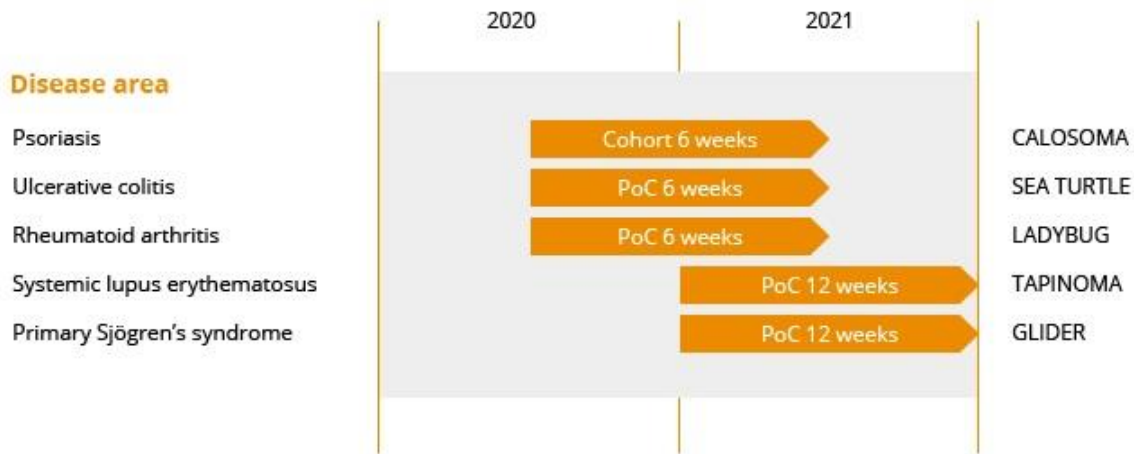 2020 2021
Disease area
Psoriasis Cohort 6 weeks CALOSOMA
Ulcerative colitis PoC 6 weeks SEA TURTLE
Rheumatoid arthritis PoC 6 weeks LADYBUG
Systemic lupus erythematosus PoC 12 weeks TAPINOMA
Primary Sjögren’s syndrome PoC 12 weeks GLIDER